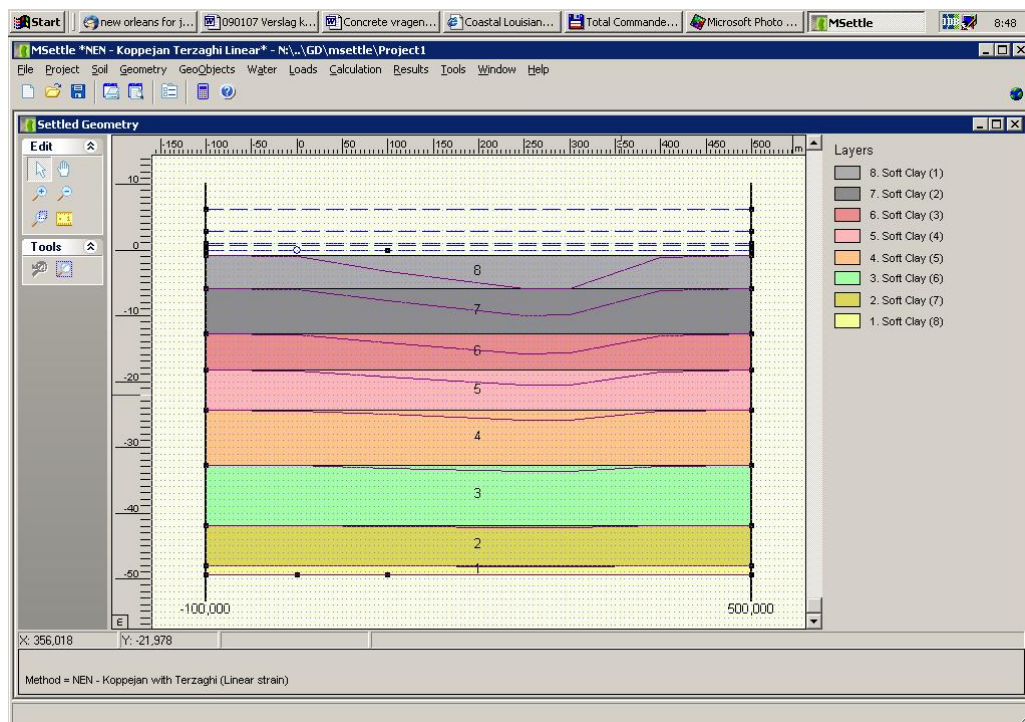 Start new orleans for j... 090107 Verslag k... Concrete vragen... Coastal Louisian... Total Commande... Microsoft Photo ... MSettle 8:48
MSettle *NEN - Koppejan Terzaghi Linear* - N:\..\GD\msettle\Project1
File Project Soil Geometry GeoObjects Water Loads Calculation Results Tools Window Help
Settled Geometry
Edit
Tools
-150 -100 -50 0 50 100 150 200 250 300 350 400 450 500 m
10
0
-10
-20
-30
-40
-50
E
8
7
6
5
4
3
2
1
-100,000 500,000
Layers
8. Soft Clay (1)
7. Soft Clay (2)
6. Soft Clay (3)
5. Soft Clay (4)
4. Soft Clay (5)
3. Soft Clay (6)
2. Soft Clay (7)
1. Soft Clay (8)
X: 356,018 Y: -21,978
Method = NEN - Koppejan with Terzaghi (Linear strain)